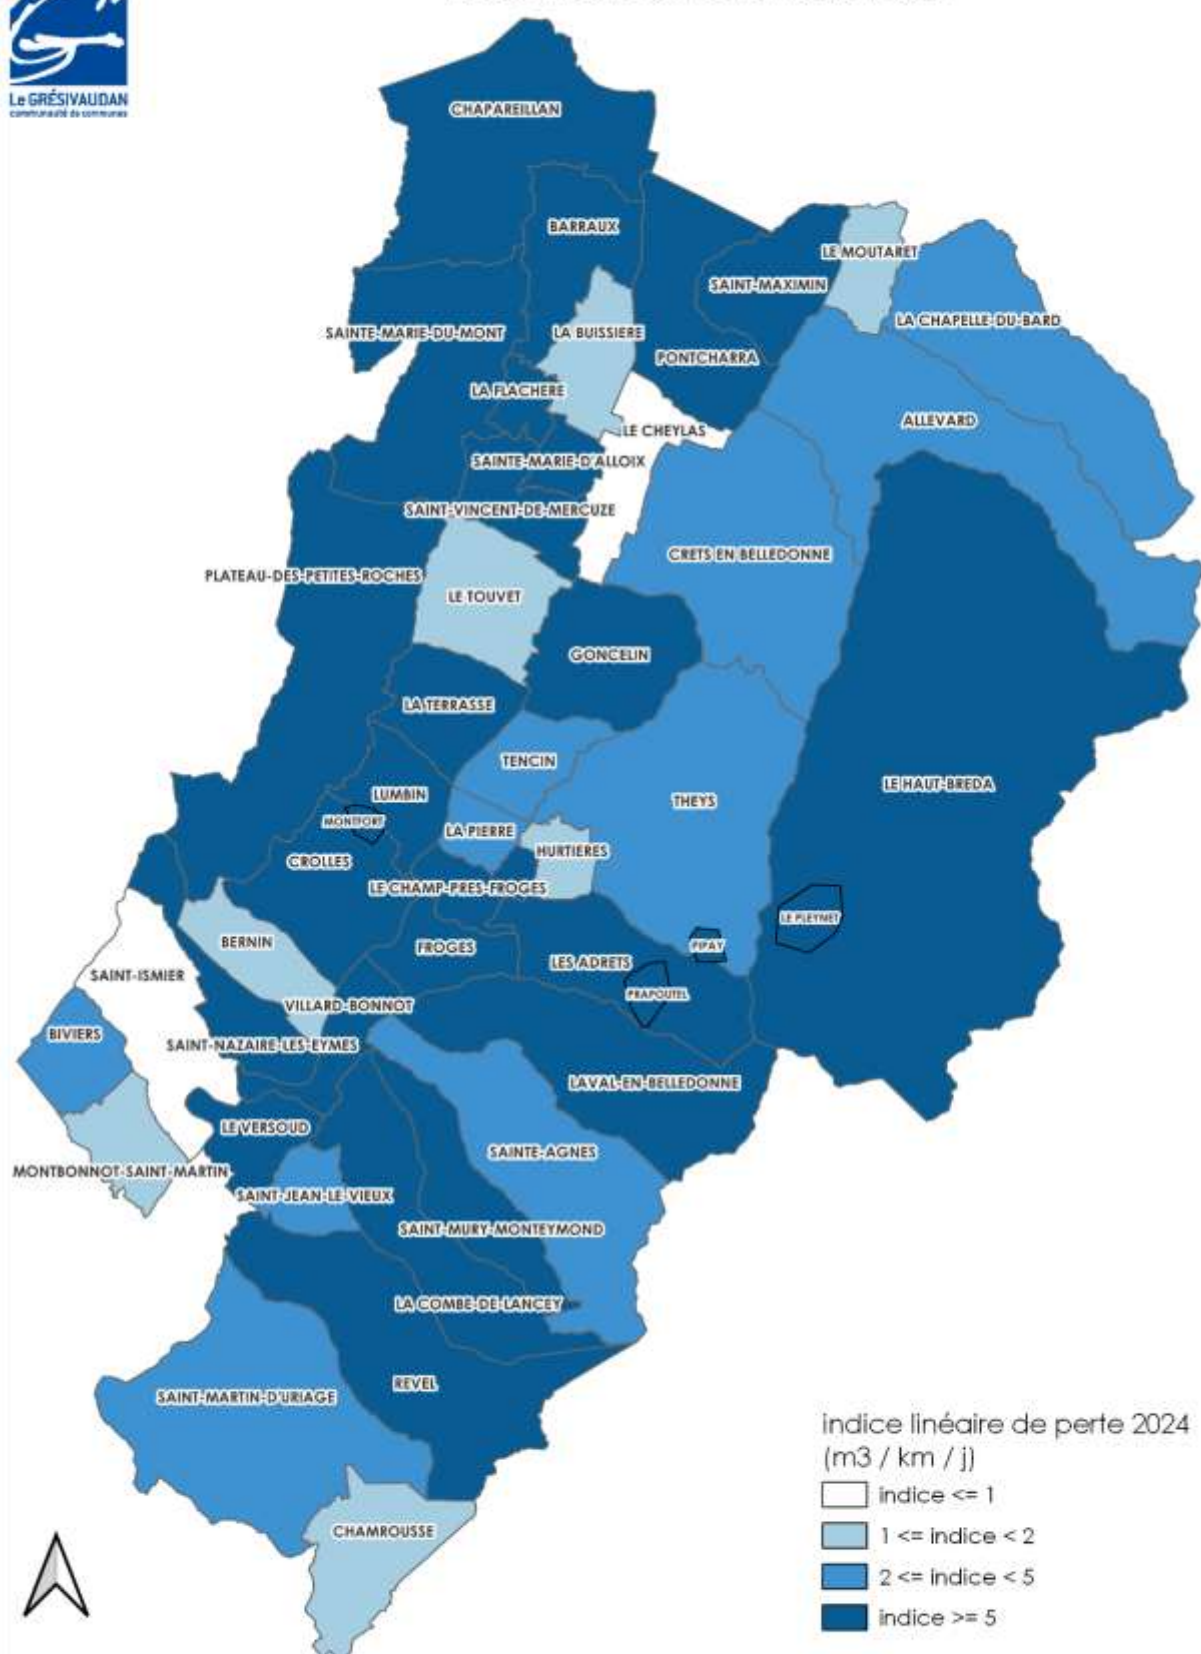 Le GRÉSIVAUDAN
communauté de communes
CHAPAREILLAN
BARRAUX
LE MOUTARET
SAINT-MAXIMIN
LA CHAPELLE-DU-BARD
SAINTE-MARIE-DU-MONT
LA BUISSIERE
PONTCHARRA
LA FLACHERE
ALLEVARD
LE CHEYLAS
SAINTE-MARIE-D'ALLOIX
SAINT-VINCENT-DE-MERCUZE
CRETS EN BELLEDONNE
PLATEAU-DES-PETITES-ROCHES
LE TOUVET
GONCELIN
LA TERRASSE
TENCIN
LE HAUT-BREDA
LUMBIN
THEYS
MONTFORT
LA PIERRE
HURTIERES
CROLLES
LE CHAMP-PRES-FROGES
LE PLEYNET
BERNIN
FROGES
PIPAY
LES ADRETS
SAINT-ISMIER
PRAPOUTEL
VILLARD-BONNOT
BIVIERS
SAINT-NAZAIRE-LES-EYMES
LAVAL-EN-BELLEDONNE
LE VERSOUD
SAINTE-AGNES
MONTBONNOT-SAINT-MARTIN
SAINT-JEAN-LE-VIEUX
SAINT-MURY-MONTEYMOND
LA COMBE-DE-LANCEY
REVEL
SAINT-MARTIN-D'URIAGE
CHAMROUSSE
indice linéaire de perte 2024
(m3 / km / j)
indice <= 1
1 <= indice < 2
2 <= indice < 5
indice >= 5